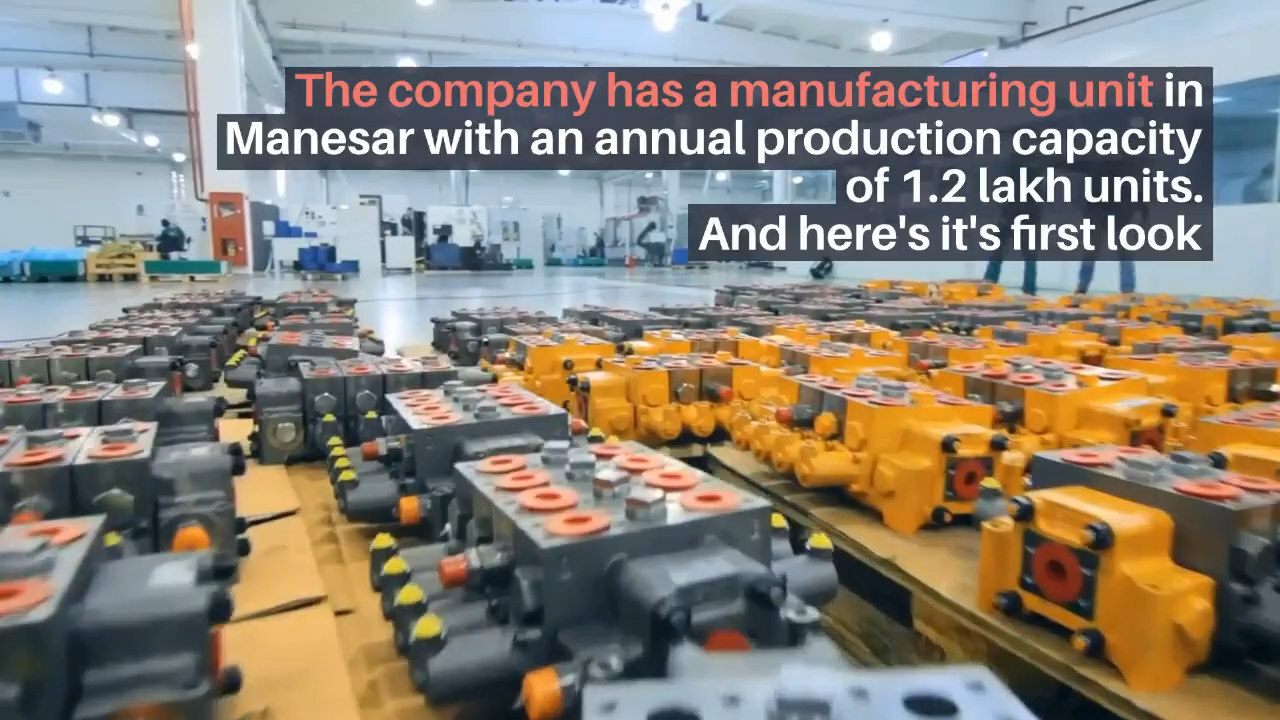 The company has a manufacturing unit in
Manesar with an annual production capacity
of 1.2 lakh units.
And here's it's first look